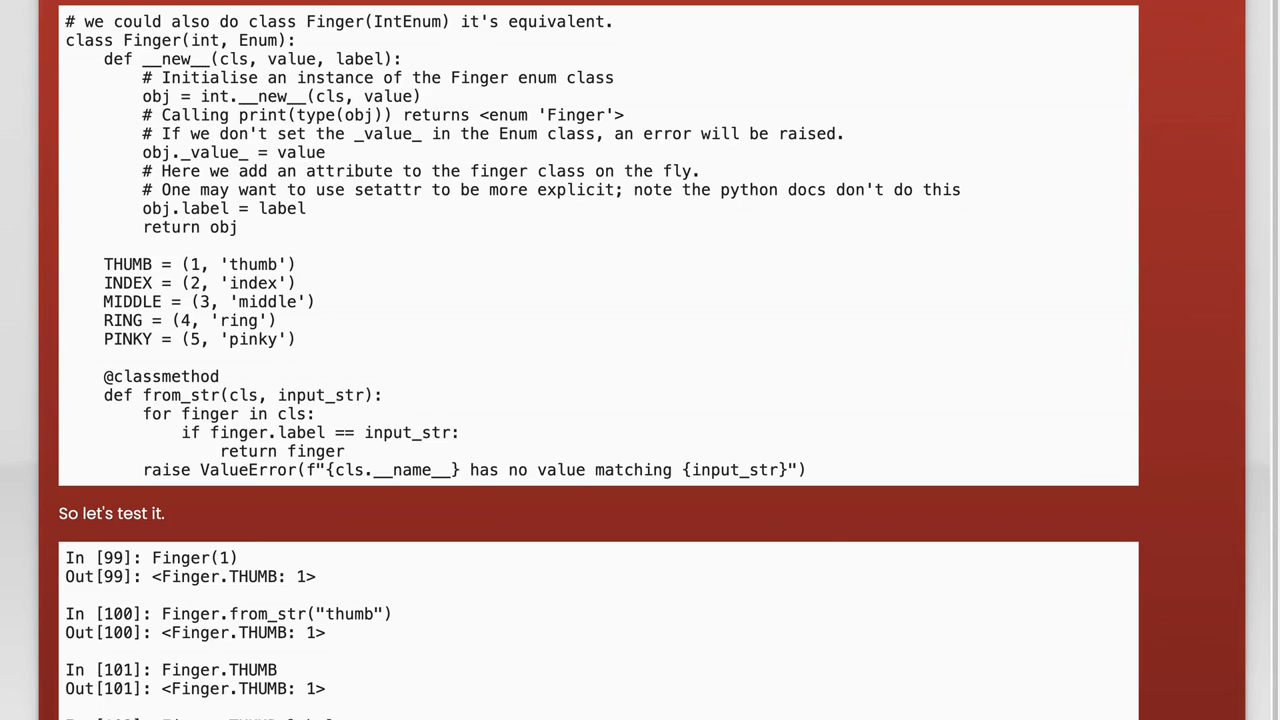 # we could also do class Finger(IntEnum) it's equivalent.
class Finger(int, Enum):
    def __new__(cls, value, label):
        # Initialise an instance of the Finger enum class
        obj = int.__new__(cls, value)
        # Calling print(type(obj)) returns <enum 'Finger'>
        # If we don't set the _value_ in the Enum class, an error will be raised.
        obj._value_ = value
        # Here we add an attribute to the finger class on the fly.
        # One may want to use setattr to be more explicit; note the python docs don't do this
        obj.label = label
        return obj
    THUMB = (1, 'thumb')
    INDEX = (2, 'index')
    MIDDLE = (3, 'middle')
    RING = (4, 'ring')
    PINKY = (5, 'pinky')
    @classmethod
    def from_str(cls, input_str):
        for finger in cls:
            if finger.label == input_str:
                return finger
        raise ValueError(f"{cls.__name__} has no value matching {input_str}")
So let's test it.
In [99]: Finger(1)
Out[99]: <Finger.THUMB: 1>
In [100]: Finger.from_str("thumb")
Out[100]: <Finger.THUMB: 1>
In [101]: Finger.THUMB
Out[101]: <Finger.THUMB: 1>